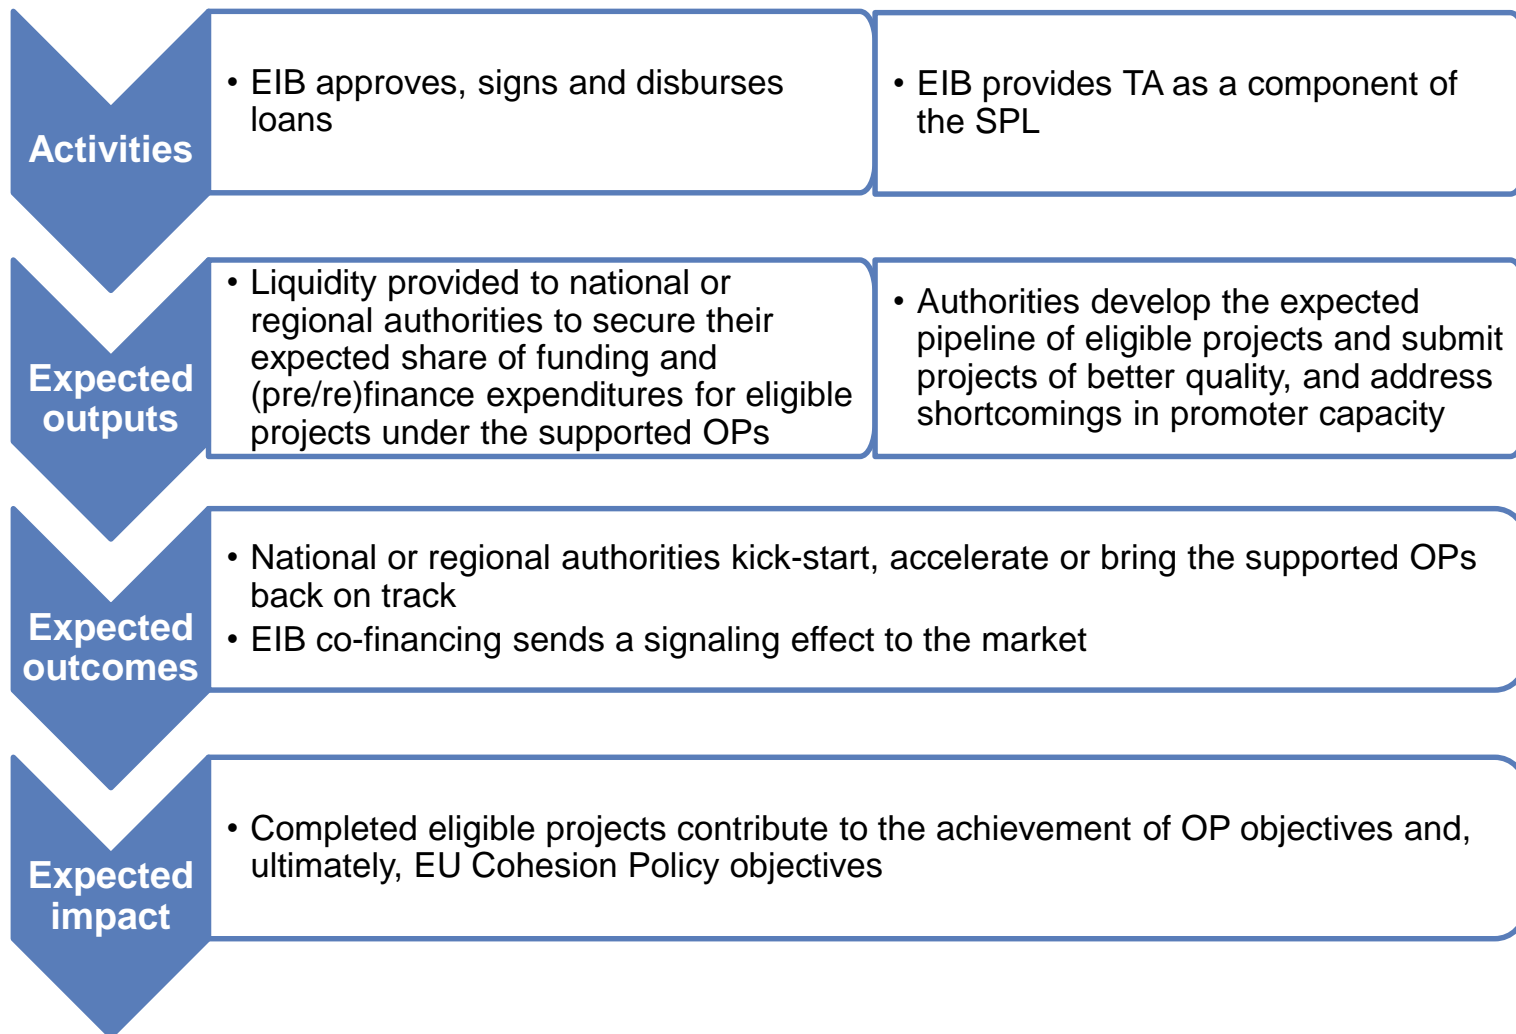 Activities
• EIB approves, signs and disburses
loans
• EIB provides TA as a component of
the SPL
Expected
outputs
• Liquidity provided to national or
regional authorities to secure their
expected share of funding and
(pre/re)finance expenditures for eligible
projects under the supported OPs
• Authorities develop the expected
pipeline of eligible projects and submit
projects of better quality, and address
shortcomings in promoter capacity
Expected
outcomes
• National or regional authorities kick-start, accelerate or bring the supported OPs
back on track
• EIB co-financing sends a signaling effect to the market
Expected
impact
• Completed eligible projects contribute to the achievement of OP objectives and,
ultimately, EU Cohesion Policy objectives